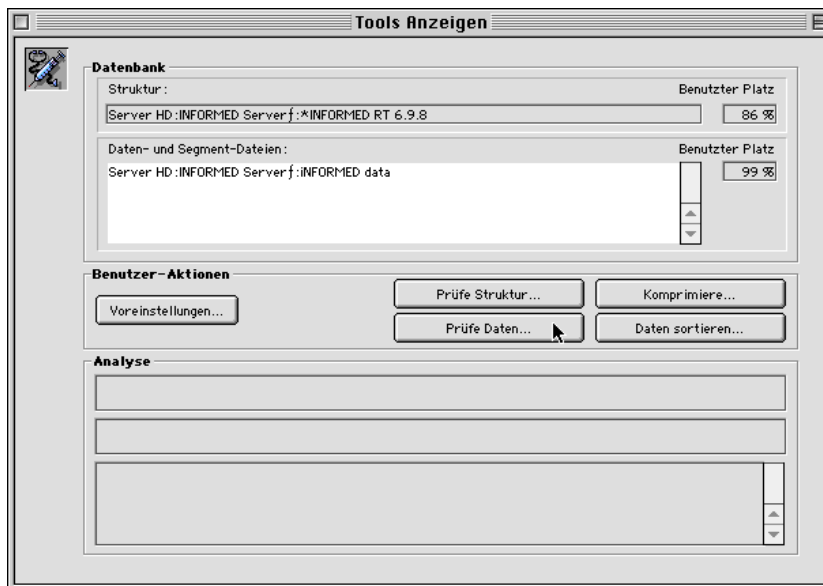 Tools Anzeigen
Datenbank
Struktur: Benutzter Platz
Server HD:INFORMED Serverƒ:*INFORMED RT 6.9.8 86 %
Daten- und Segment-Dateien: Benutzter Platz
Server HD:INFORMED Serverƒ:iNFORMED data 99 %
Benutzer-Aktionen
Voreinstellungen...
Prüfe Struktur... Komprimiere...
Prüfe Daten... Daten sortieren...
Analyse